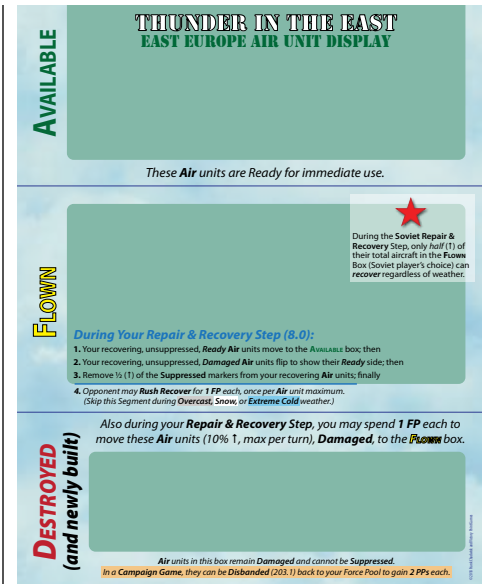 THUNDER IN THE EAST
EAST EUROPE AIR UNIT DISPLAY
AVAILABLE
These Air units are Ready for immediate use.
FLOWN
During the Soviet Repair &
Recovery Step, only half (↑) of
their total aircraft in the FLOWN
Box (Soviet player's choice) can
recover regardless of weather.
During Your Repair & Recovery Step (8.0):
1. Your recovering, unsuppressed, Ready Air units move to the AVAILABLE box; then
2. Your recovering, unsuppressed, Damaged Air units flip to show their Ready side; then
3. Remove ½ (↑) of the Suppressed markers from your recovering Air units; finally
4. Opponent may Rush Recover for 1 FP each, once per Air unit maximum.
(Skip this Segment during Overcast, Snow, or Extreme Cold weather.)
DESTROYED
(and newly built)
Also during your Repair & Recovery Step, you may spend 1 FP each to
move these Air units (10% ↑, max per turn), Damaged, to the FLOWN box.
Air units in this box remain Damaged and cannot be Suppressed.
In a Campaign Game, they can be Disbanded (203.1) back to your Force Pool to gain 2 PPs each.